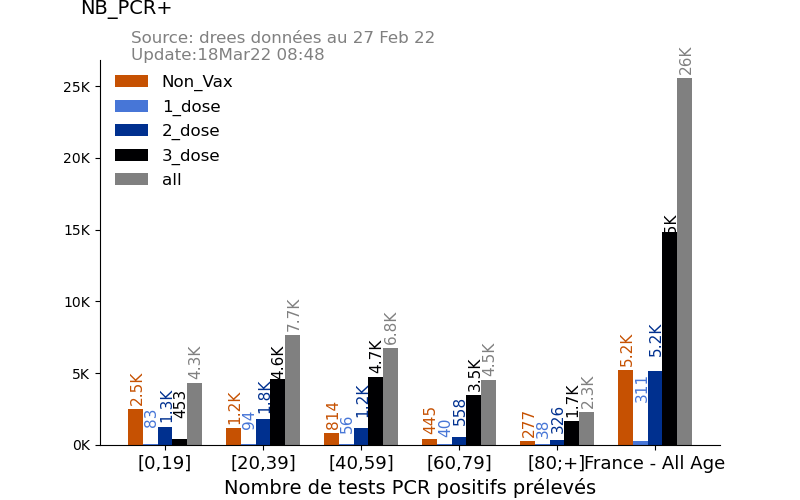 NB_PCR+
Source: drees données au 27 Feb 22
Update:18Mar22 08:48
Non_Vax
1_dose
2_dose
3_dose
all
25K
20K
15K
10K
5K
0K
2.5K
83
1.3K
453
4.3K
1.2K
94
1.8K
4.6K
7.7K
814
56
1.2K
4.7K
6.8K
445
40
558
3.5K
4.5K
277
38
326
1.7K
2.3K
5.2K
311
5.2K
26K
[0,19]
[20,39]
[40,59]
[60,79]
[80;+]
France - All Age
Nombre de tests PCR positifs prélevés